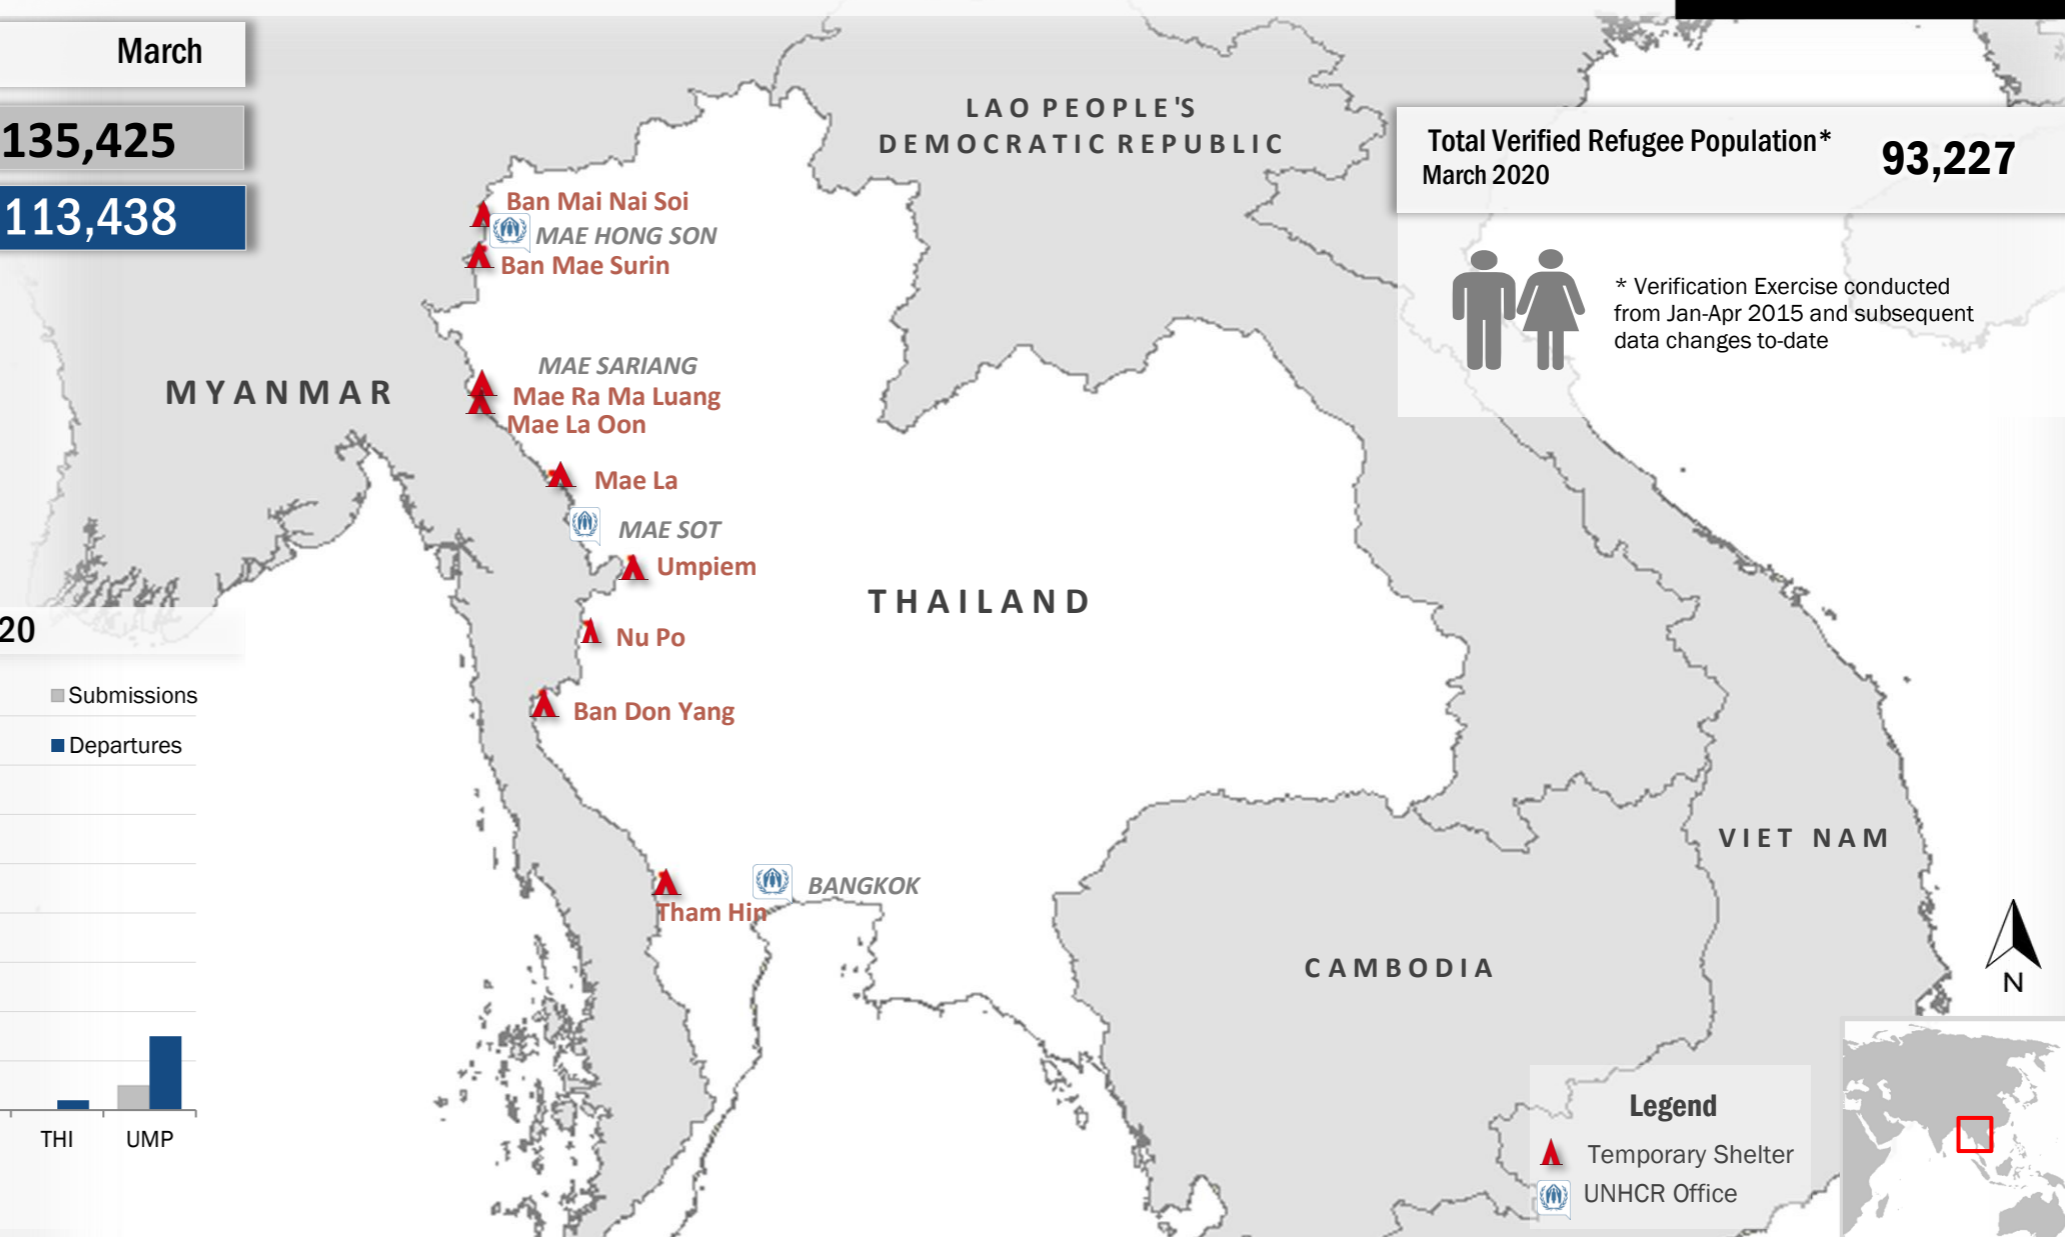 March
135,425
113,438
LAO PEOPLE'S
DEMOCRATIC REPUBLIC
Total Verified Refugee Population*
March 2020
93,227
* Verification Exercise conducted
from Jan-Apr 2015 and subsequent
data changes to-date
Ban Mai Nai Soi
MAE HONG SON
Ban Mae Surin
MYANMAR
MAE SARIANG
Mae Ra Ma Luang
Mae La Oon
Mae La
MAE SOT
Umpiem
THAILAND
Nu Po
Ban Don Yang
20
Submissions
Departures
VIET NAM
BANGKOK
Tham Hin
CAMBODIA
N
THI
UMP
Legend
Temporary Shelter
UNHCR Office